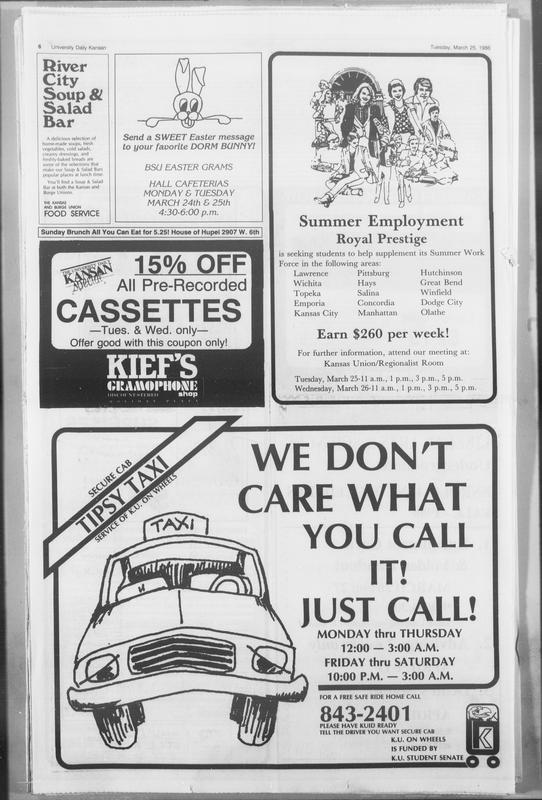 6 University Daily Kansan
Tuesday, March 25, 1986
River
City
Soup &
Salad
Bar
A delicious selection of
home-made soups, fresh
vegetables, cold salads,
creamy dressings, and
freshly-baked breads are
some of the selections that
make our Soup & Salad Bars
popular places at lunch time.
You'll find a Soup & Salad
Bar at both the Kansas and
Burge Unions.
THE KANSAS
AND BURGE UNION
FOOD SERVICE
Send a SWEET Easter message
to your favorite DORM BUNNY!
BSU EASTER GRAMS
HALL CAFETERIAS
MONDAY & TUESDAY
MARCH 24th & 25th
4:30-6:00 p.m.
Sunday Brunch All You Can Eat for 5.25! House of Hupei 2907 W. 6th
KANSAN
15% OFF
All Pre-Recorded
CASSETTES
—Tues. & Wed. only—
Offer good with this coupon only!
KIEF'S
GRAMOPHONE
shop
DISCOUNT STEREO
HOLIDAY PLAZA
Summer Employment
Royal Prestige
is seeking students to help supplement its Summer Work
Force in the following areas:
Lawrence Pittsburg Hutchinson
Wichita Hays Great Bend
Topeka Salina Winfield
Emporia Concordia Dodge City
Kansas City Manhattan Olathe
Earn $260 per week!
For further information, attend our meeting at:
Kansas Union/Regionalist Room
Tuesday, March 25-11 a.m., 1 p.m., 3 p.m., 5 p.m.
Wednesday, March 26-11 a.m., 1 p.m., 3 p.m., 5 p.m.
SECURE CAB
TIPSY TAXI
SERVICE OF K.U. ON WHEELS
TAXI
WE DON'T
CARE WHAT
YOU CALL
IT!
JUST CALL!
MONDAY thru THURSDAY
12:00 — 3:00 A.M.
FRIDAY thru SATURDAY
10:00 P.M. — 3:00 A.M.
FOR A FREE SAFE RIDE HOME CALL
843-2401
PLEASE HAVE KUID READY
TELL THE DRIVER YOU WANT SECURE CAB
K.U. ON WHEELS
IS FUNDED BY
K.U. STUDENT SENATE
K